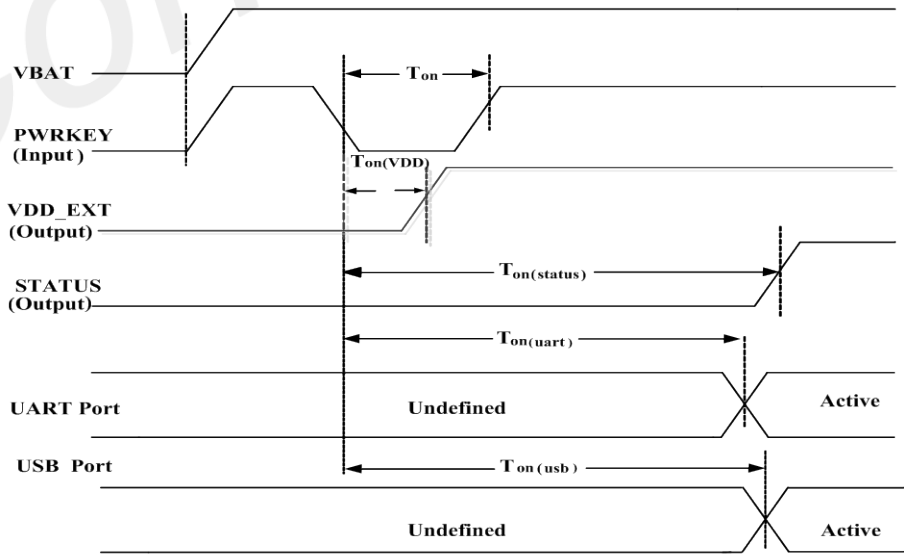 VBAT
Ton
PWRKEY
(Input)
Ton(VDD)
VDD_EXT
(Output)
Ton(status)
STATUS
(Output)
Ton(uart)
UART Port
Undefined
Active
USB Port
Ton(usb)
Undefined
Active